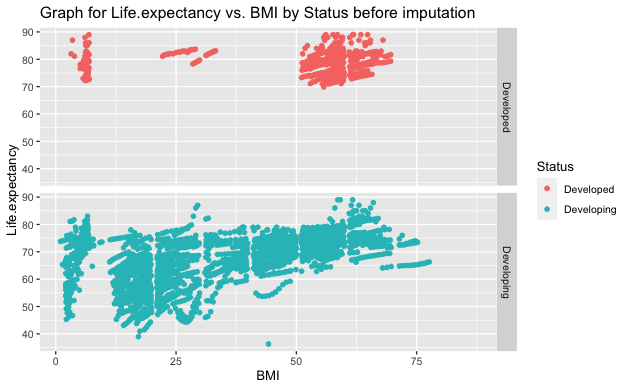 Graph for Life.expectancy vs. BMI by Status before imputation
90
80
70
60
50
40
Developed
90
80
70
60
50
40
Developing
Life.expectancy
0
25
50
75
BMI
Status
Developed
Developing